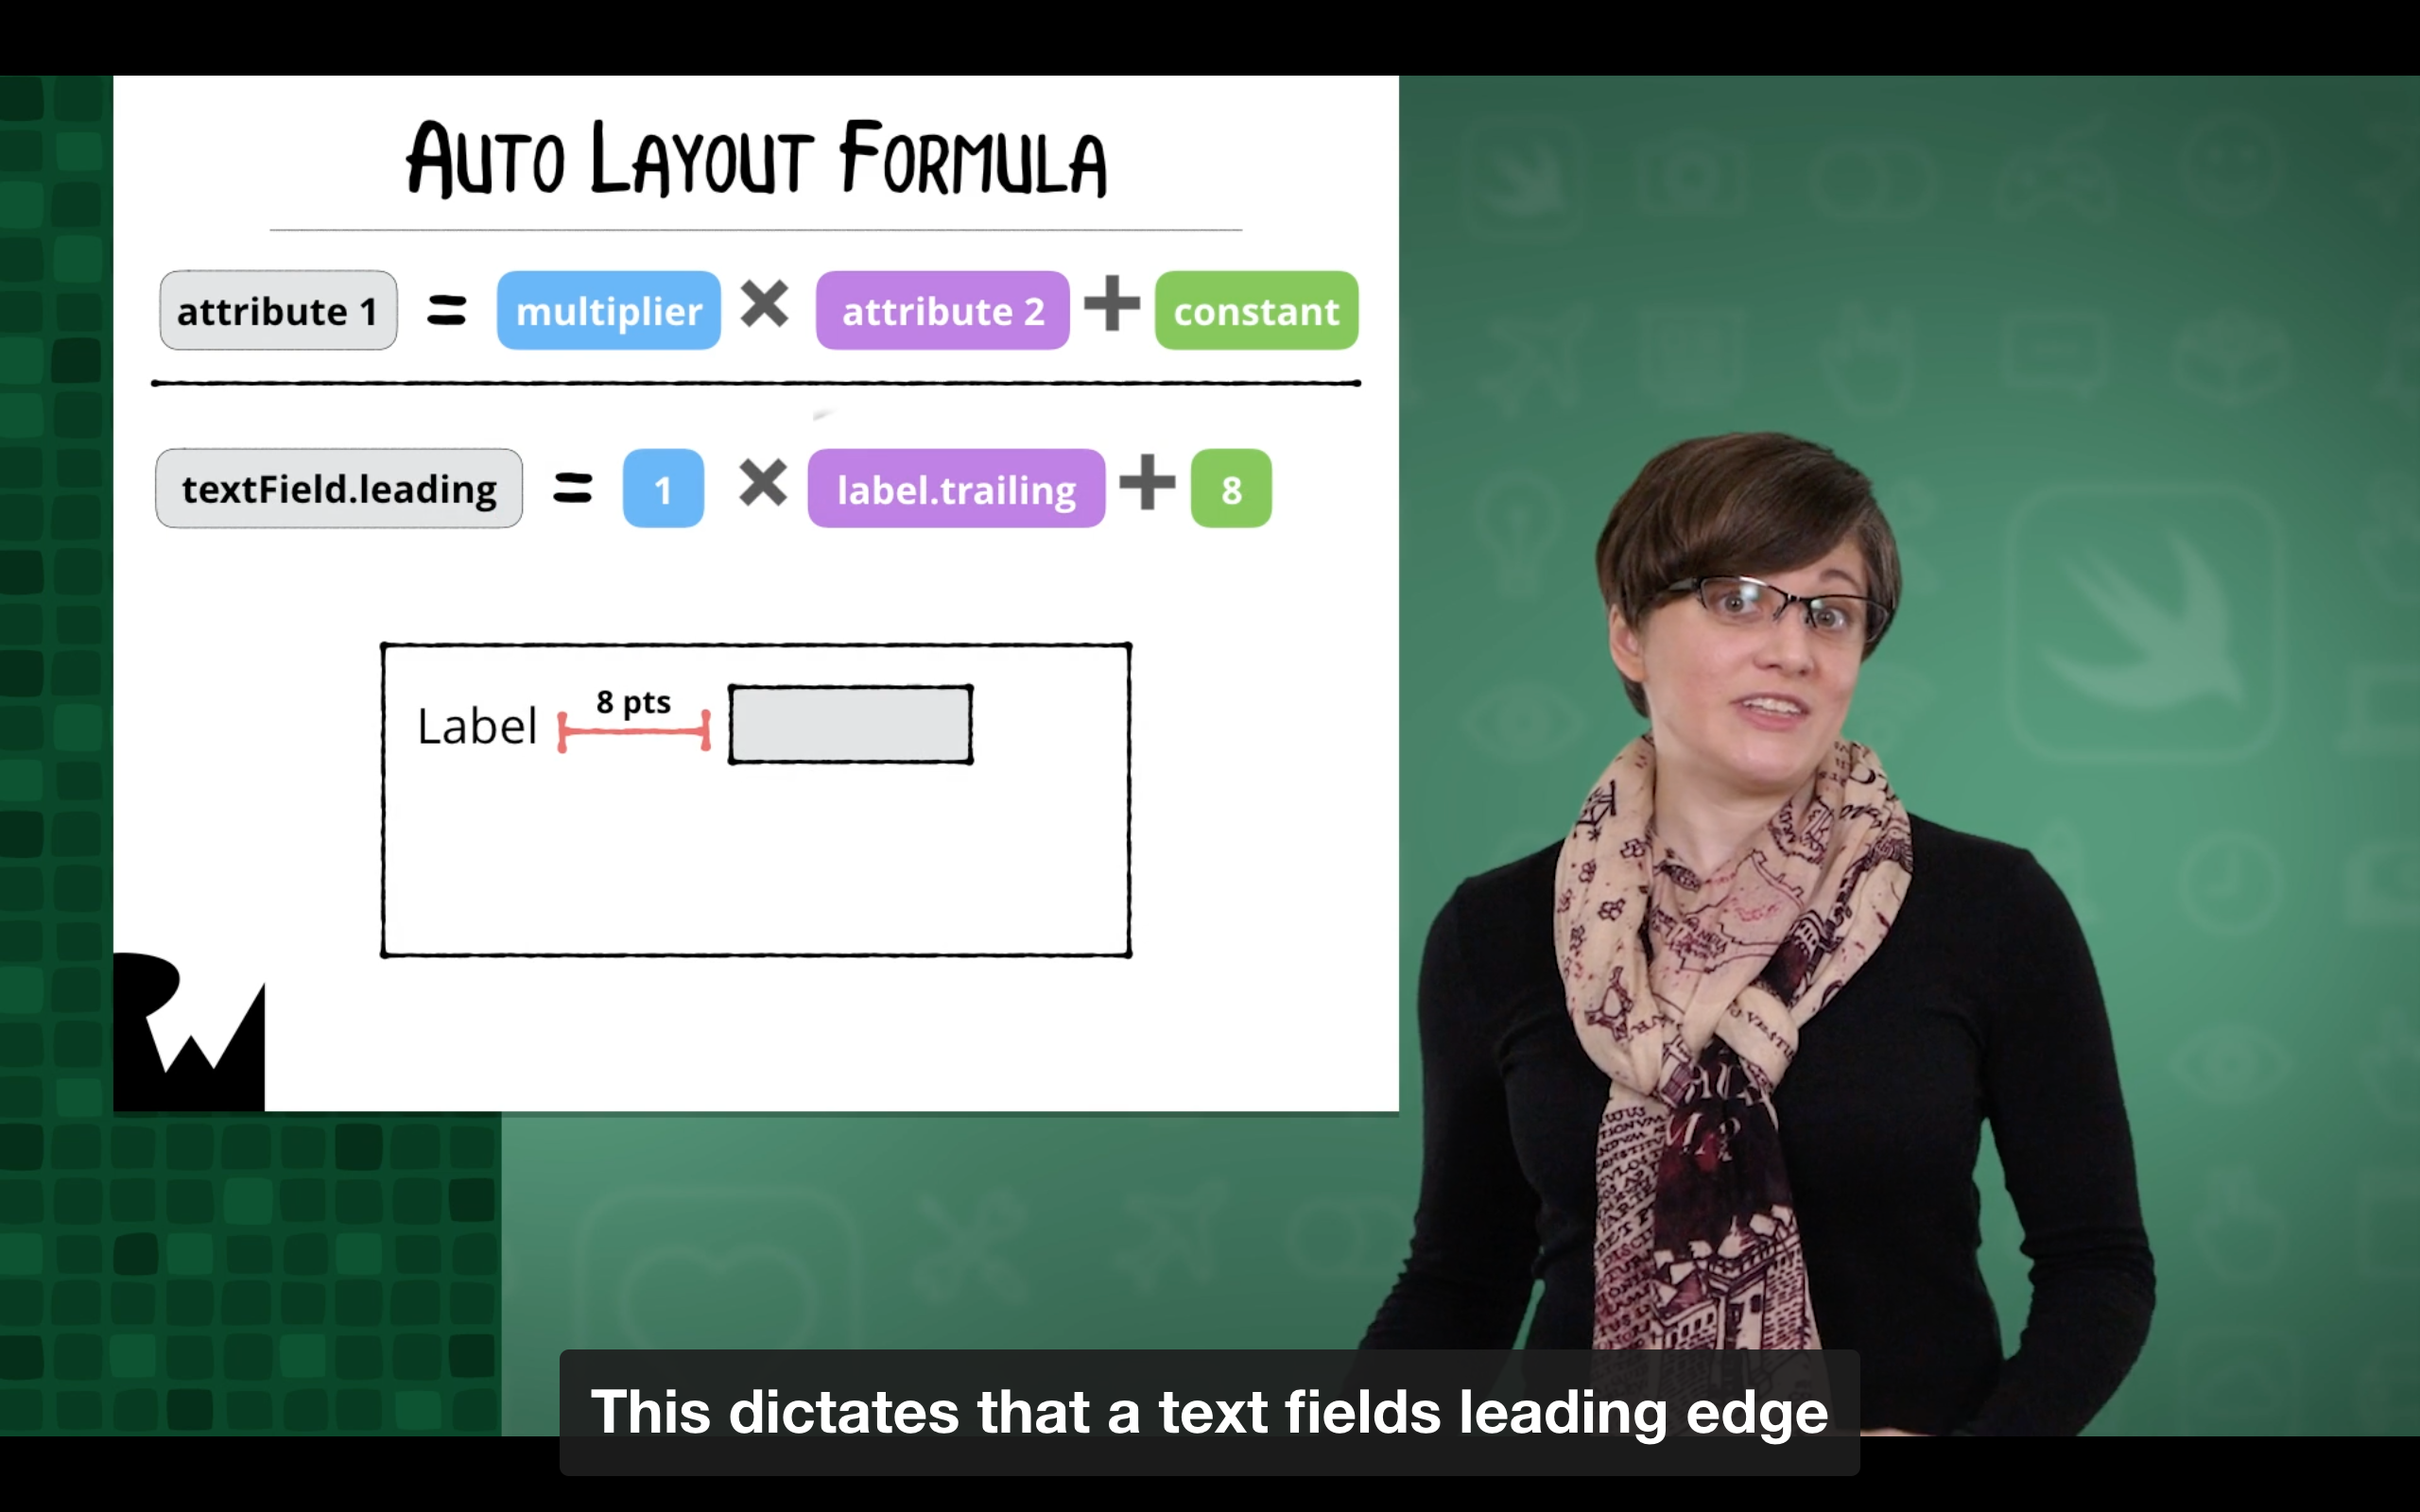 AUTO LAYOUT FORMULA
attribute 1 = multiplier × attribute 2 + constant
textField.leading = 1 × label.trailing + 8
8 pts
Label
RW
This dictates that a text fields leading edge